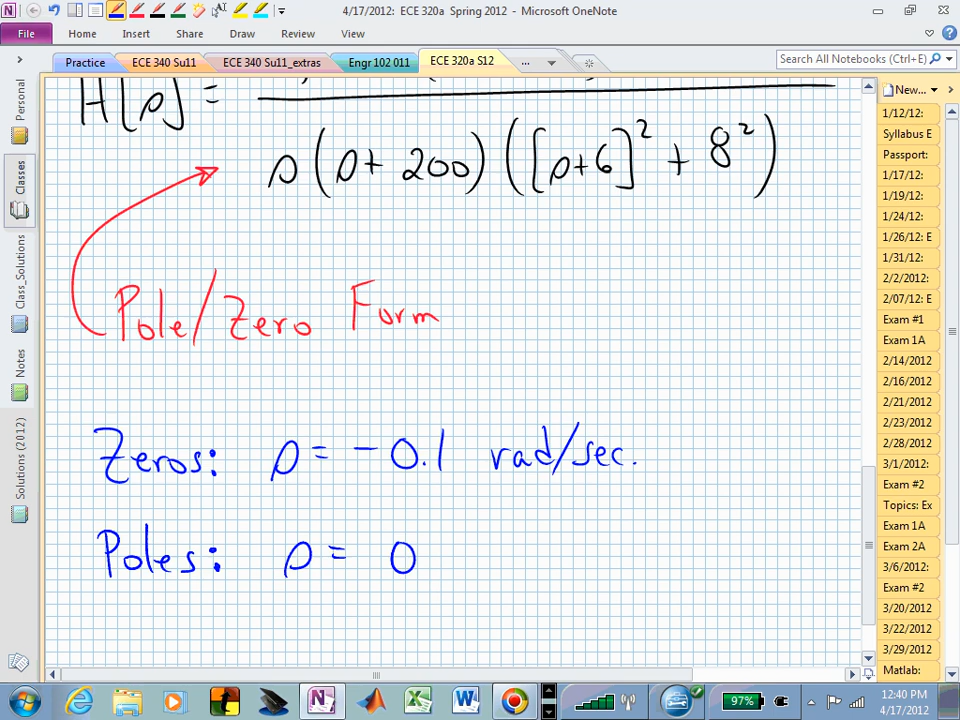 4/17/2012: ECE 320a Spring 2012 - Microsoft OneNote
File Home Insert Share Draw Review View
Practice ECE 340 Su11 ECE 340 Su11_extras Engr 102 011 ECE 320a S12 ... Search All Notebooks (Ctrl+E)
Personal
Classes
Class_Solutions
Notes
Solutions (2012)
H(s) =
s(s+200)([s+6]² + 8²)
Pole/Zero Form
Zeros: s = -0.1 rad/sec.
Poles: s = 0
New...
1/12/12:
Syllabus E
Passport:
1/17/12:
1/19/12:
1/24/12:
1/26/12: E
1/31/12:
2/2/2012:
2/07/12: E
Exam #1
Exam 1A
2/14/2012
2/16/2012
2/21/2012
2/23/2012
2/28/2012
3/1/2012:
Exam #2
Topics: Ex
Exam 1A
Exam 2A
3/6/2012:
Exam #2
3/20/2012
3/22/2012
3/29/2012
Matlab:
97%
12:40 PM
4/17/2012